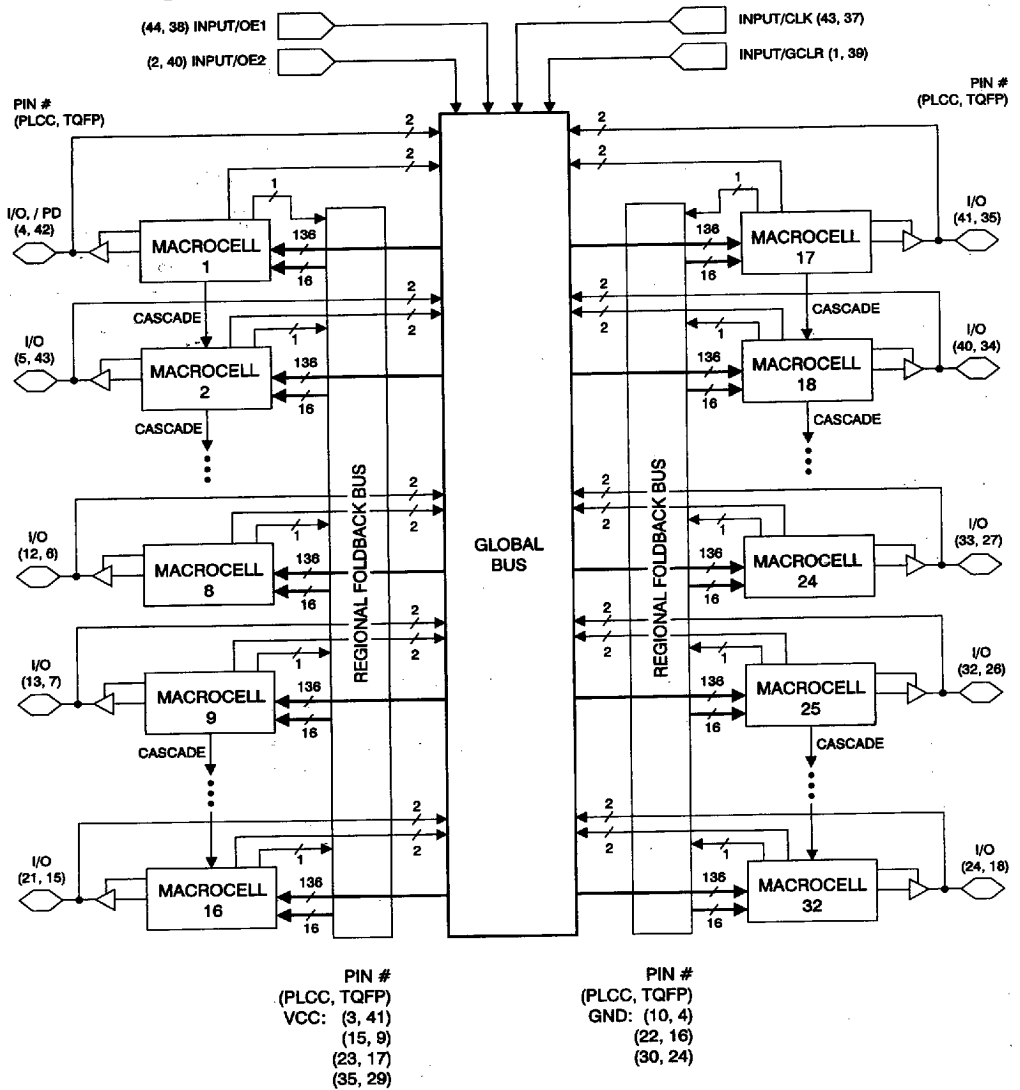 (44, 38) INPUT/OE1
INPUT/CLK (43, 37)
(2, 40) INPUT/OE2
INPUT/GCLR (1, 39)
PIN #
(PLCC, TQFP)
PIN #
(PLCC, TQFP)
2
2
2
2
1
1
I/O, / PD
(4, 42)
MACROCELL
1
136
16
136
16
MACROCELL
17
I/O
(41, 35)
CASCADE
CASCADE
2
2
1
2
2
1
I/O
(5, 43)
MACROCELL
2
136
16
136
16
MACROCELL
18
I/O
(40, 34)
CASCADE
CASCADE
REGIONAL FOLDBACK BUS
GLOBAL
BUS
REGIONAL FOLDBACK BUS
2
2
1
2
2
1
I/O
(12, 6)
MACROCELL
8
136
16
136
16
MACROCELL
24
I/O
(33, 27)
2
2
1
2
2
1
I/O
(13, 7)
MACROCELL
9
136
16
136
16
MACROCELL
25
I/O
(32, 26)
CASCADE
CASCADE
2
2
1
2
2
1
I/O
(21, 15)
MACROCELL
16
136
16
136
16
MACROCELL
32
I/O
(24, 18)
PIN #
(PLCC, TQFP)
VCC: (3, 41)
(15, 9)
(23, 17)
(35, 29)
PIN #
(PLCC, TQFP)
GND: (10, 4)
(22, 16)
(30, 24)